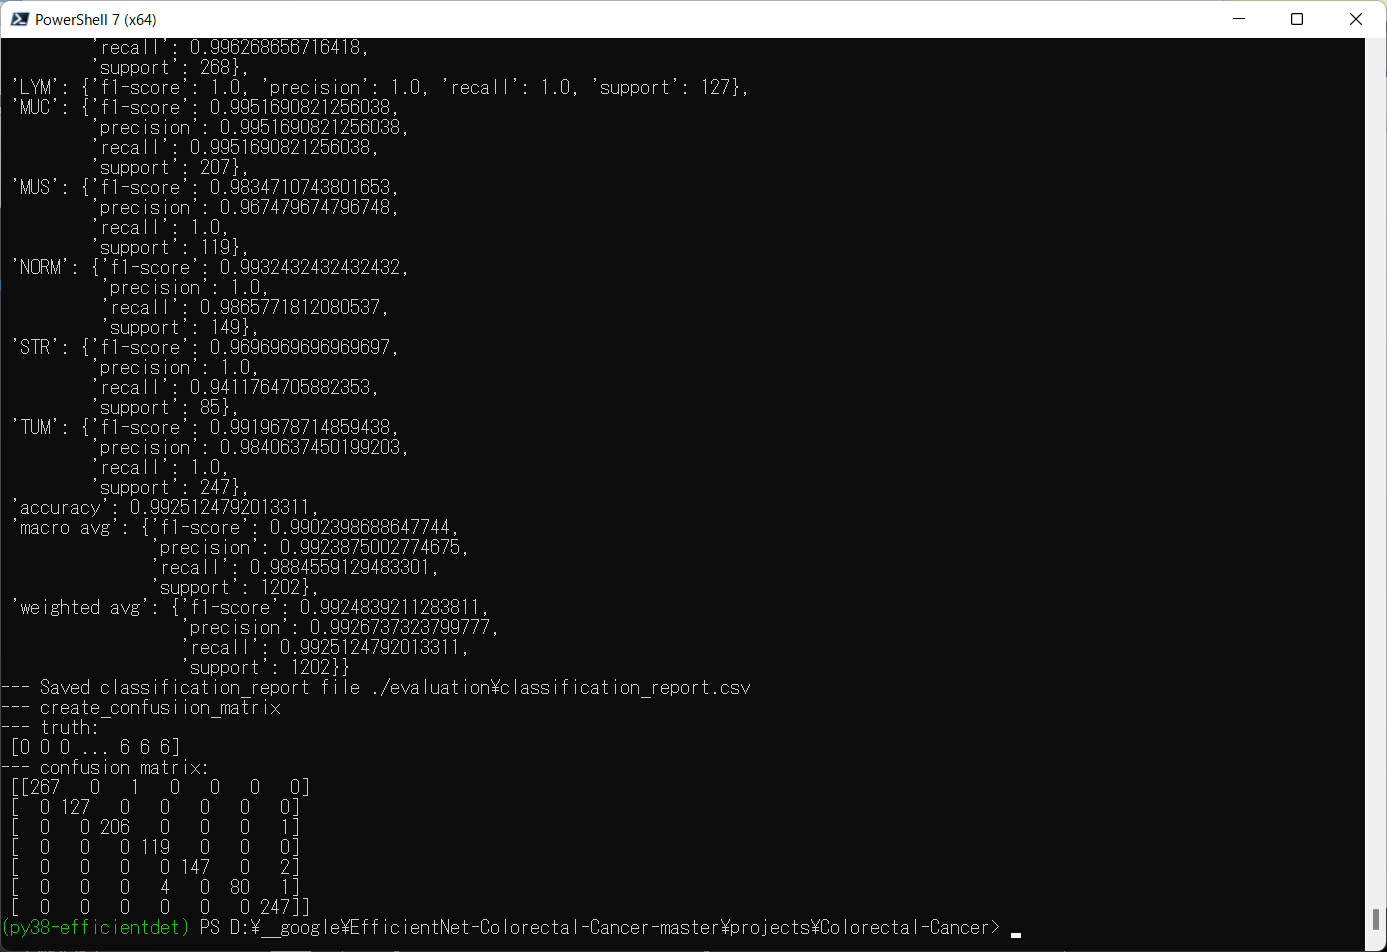 PowerShell 7 (x64)
'recall': 0.996268656716418,
'support': 268},
'LYM': {'f1-score': 1.0, 'precision': 1.0, 'recall': 1.0, 'support': 127},
'MUC': {'f1-score': 0.9951690821256038,
'precision': 0.9951690821256038,
'recall': 0.9951690821256038,
'support': 207},
'MUS': {'f1-score': 0.9834710743801653,
'precision': 0.967479674796748,
'recall': 1.0,
'support': 119},
'NORM': {'f1-score': 0.9932432432432432,
'precision': 1.0,
'recall': 0.9865771812080537,
'support': 149},
'STR': {'f1-score': 0.9696969696969697,
'precision': 1.0,
'recall': 0.9411764705882353,
'support': 85},
'TUM': {'f1-score': 0.9919678714859438,
'precision': 0.9840637450199203,
'recall': 1.0,
'support': 247},
'accuracy': 0.9925124792013311,
'macro avg': {'f1-score': 0.9902398688647744,
'precision': 0.9923875002774675,
'recall': 0.9884559129483301,
'support': 1202},
'weighted avg': {'f1-score': 0.9924839211283811,
'precision': 0.9926737323799777,
'recall': 0.9925124792013311,
'support': 1202}}
--- Saved classification_report file ./evaluation¥classification_report.csv
--- create_confusiion_matrix
--- truth:
[0 0 0 ... 6 6 6]
--- confusion matrix:
[[267 0 1 0 0 0 0]
[ 0 127 0 0 0 0 0]
[ 0 0 206 0 0 0 1]
[ 0 0 0 119 0 0 0]
[ 0 0 0 0 147 0 2]
[ 0 0 0 4 0 80 1]
[ 0 0 0 0 0 0 247]]
(py38-efficientdet) PS D:¥__google¥EfficientNet-Colorectal-Cancer-master¥projects¥Colorectal-Cancer>